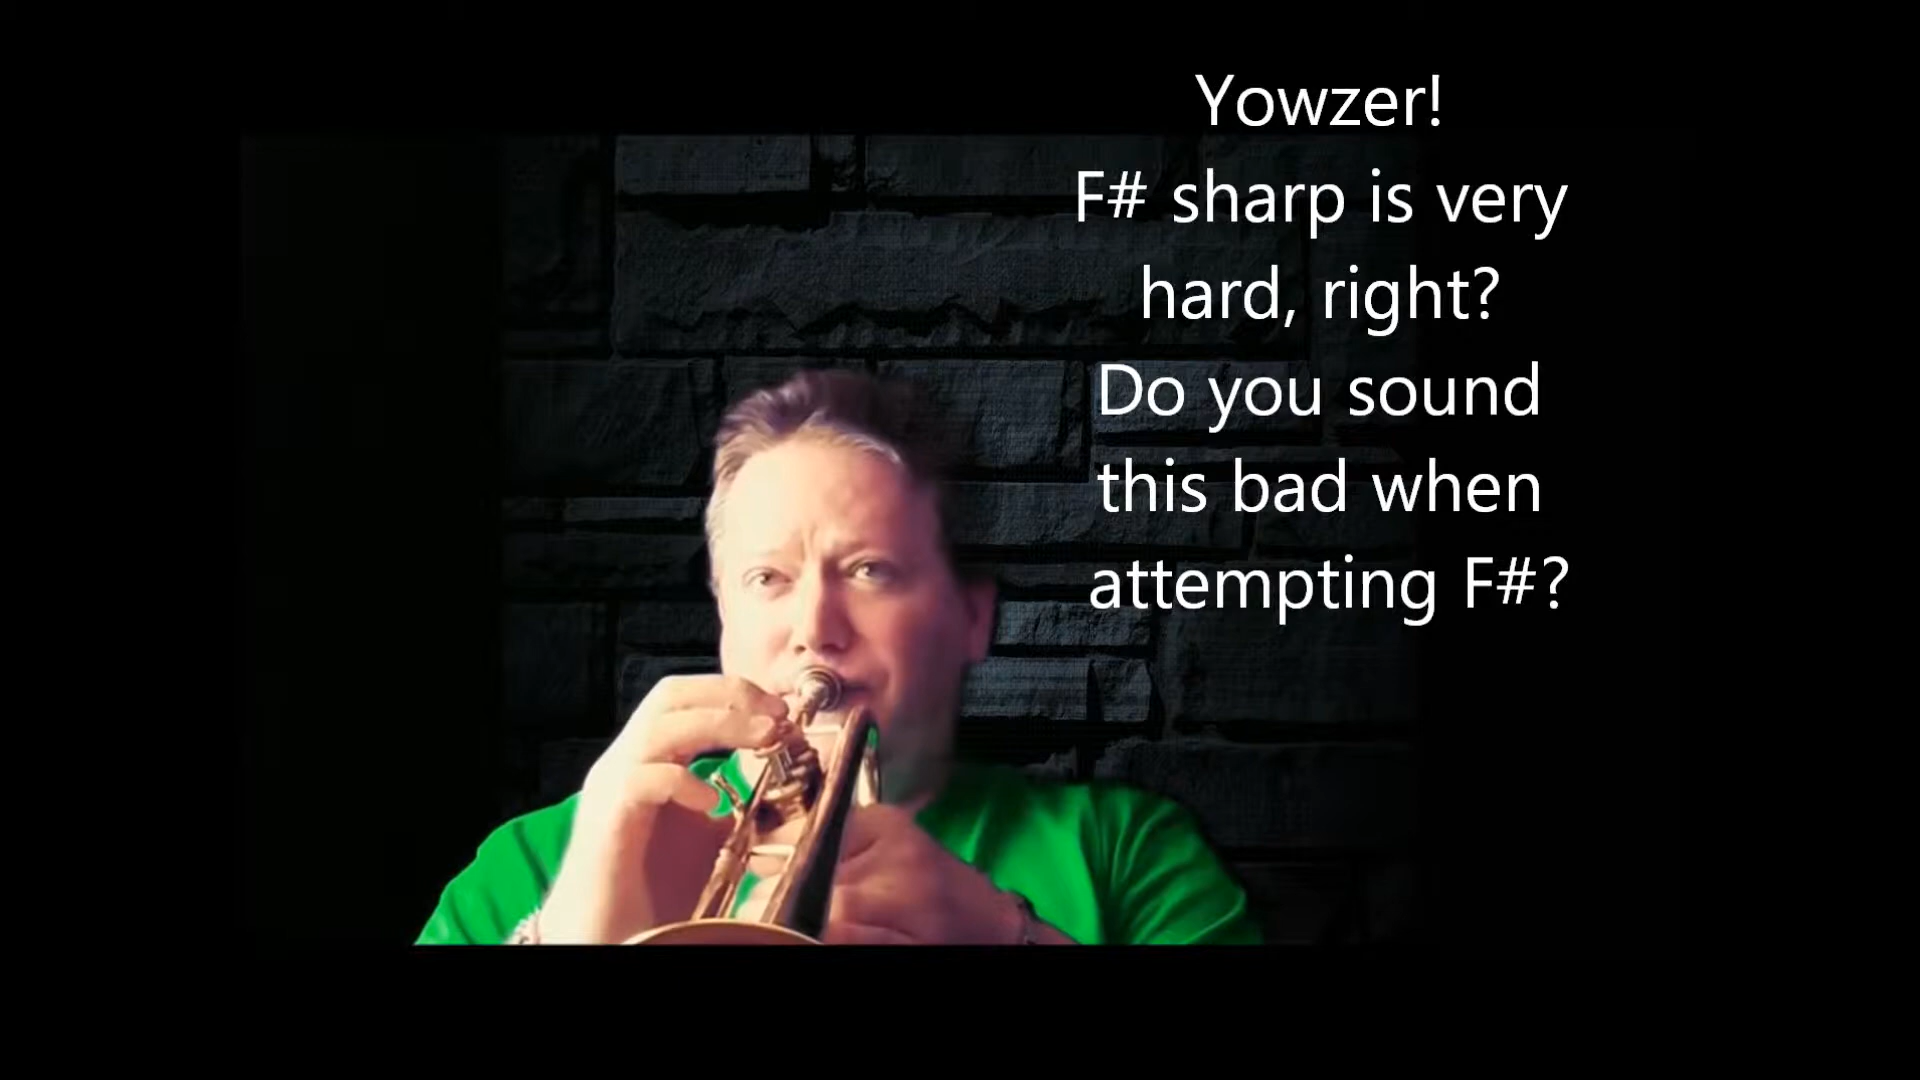 Yowzer!
F# sharp is very
hard, right?
Do you sound
this bad when
attempting F#?